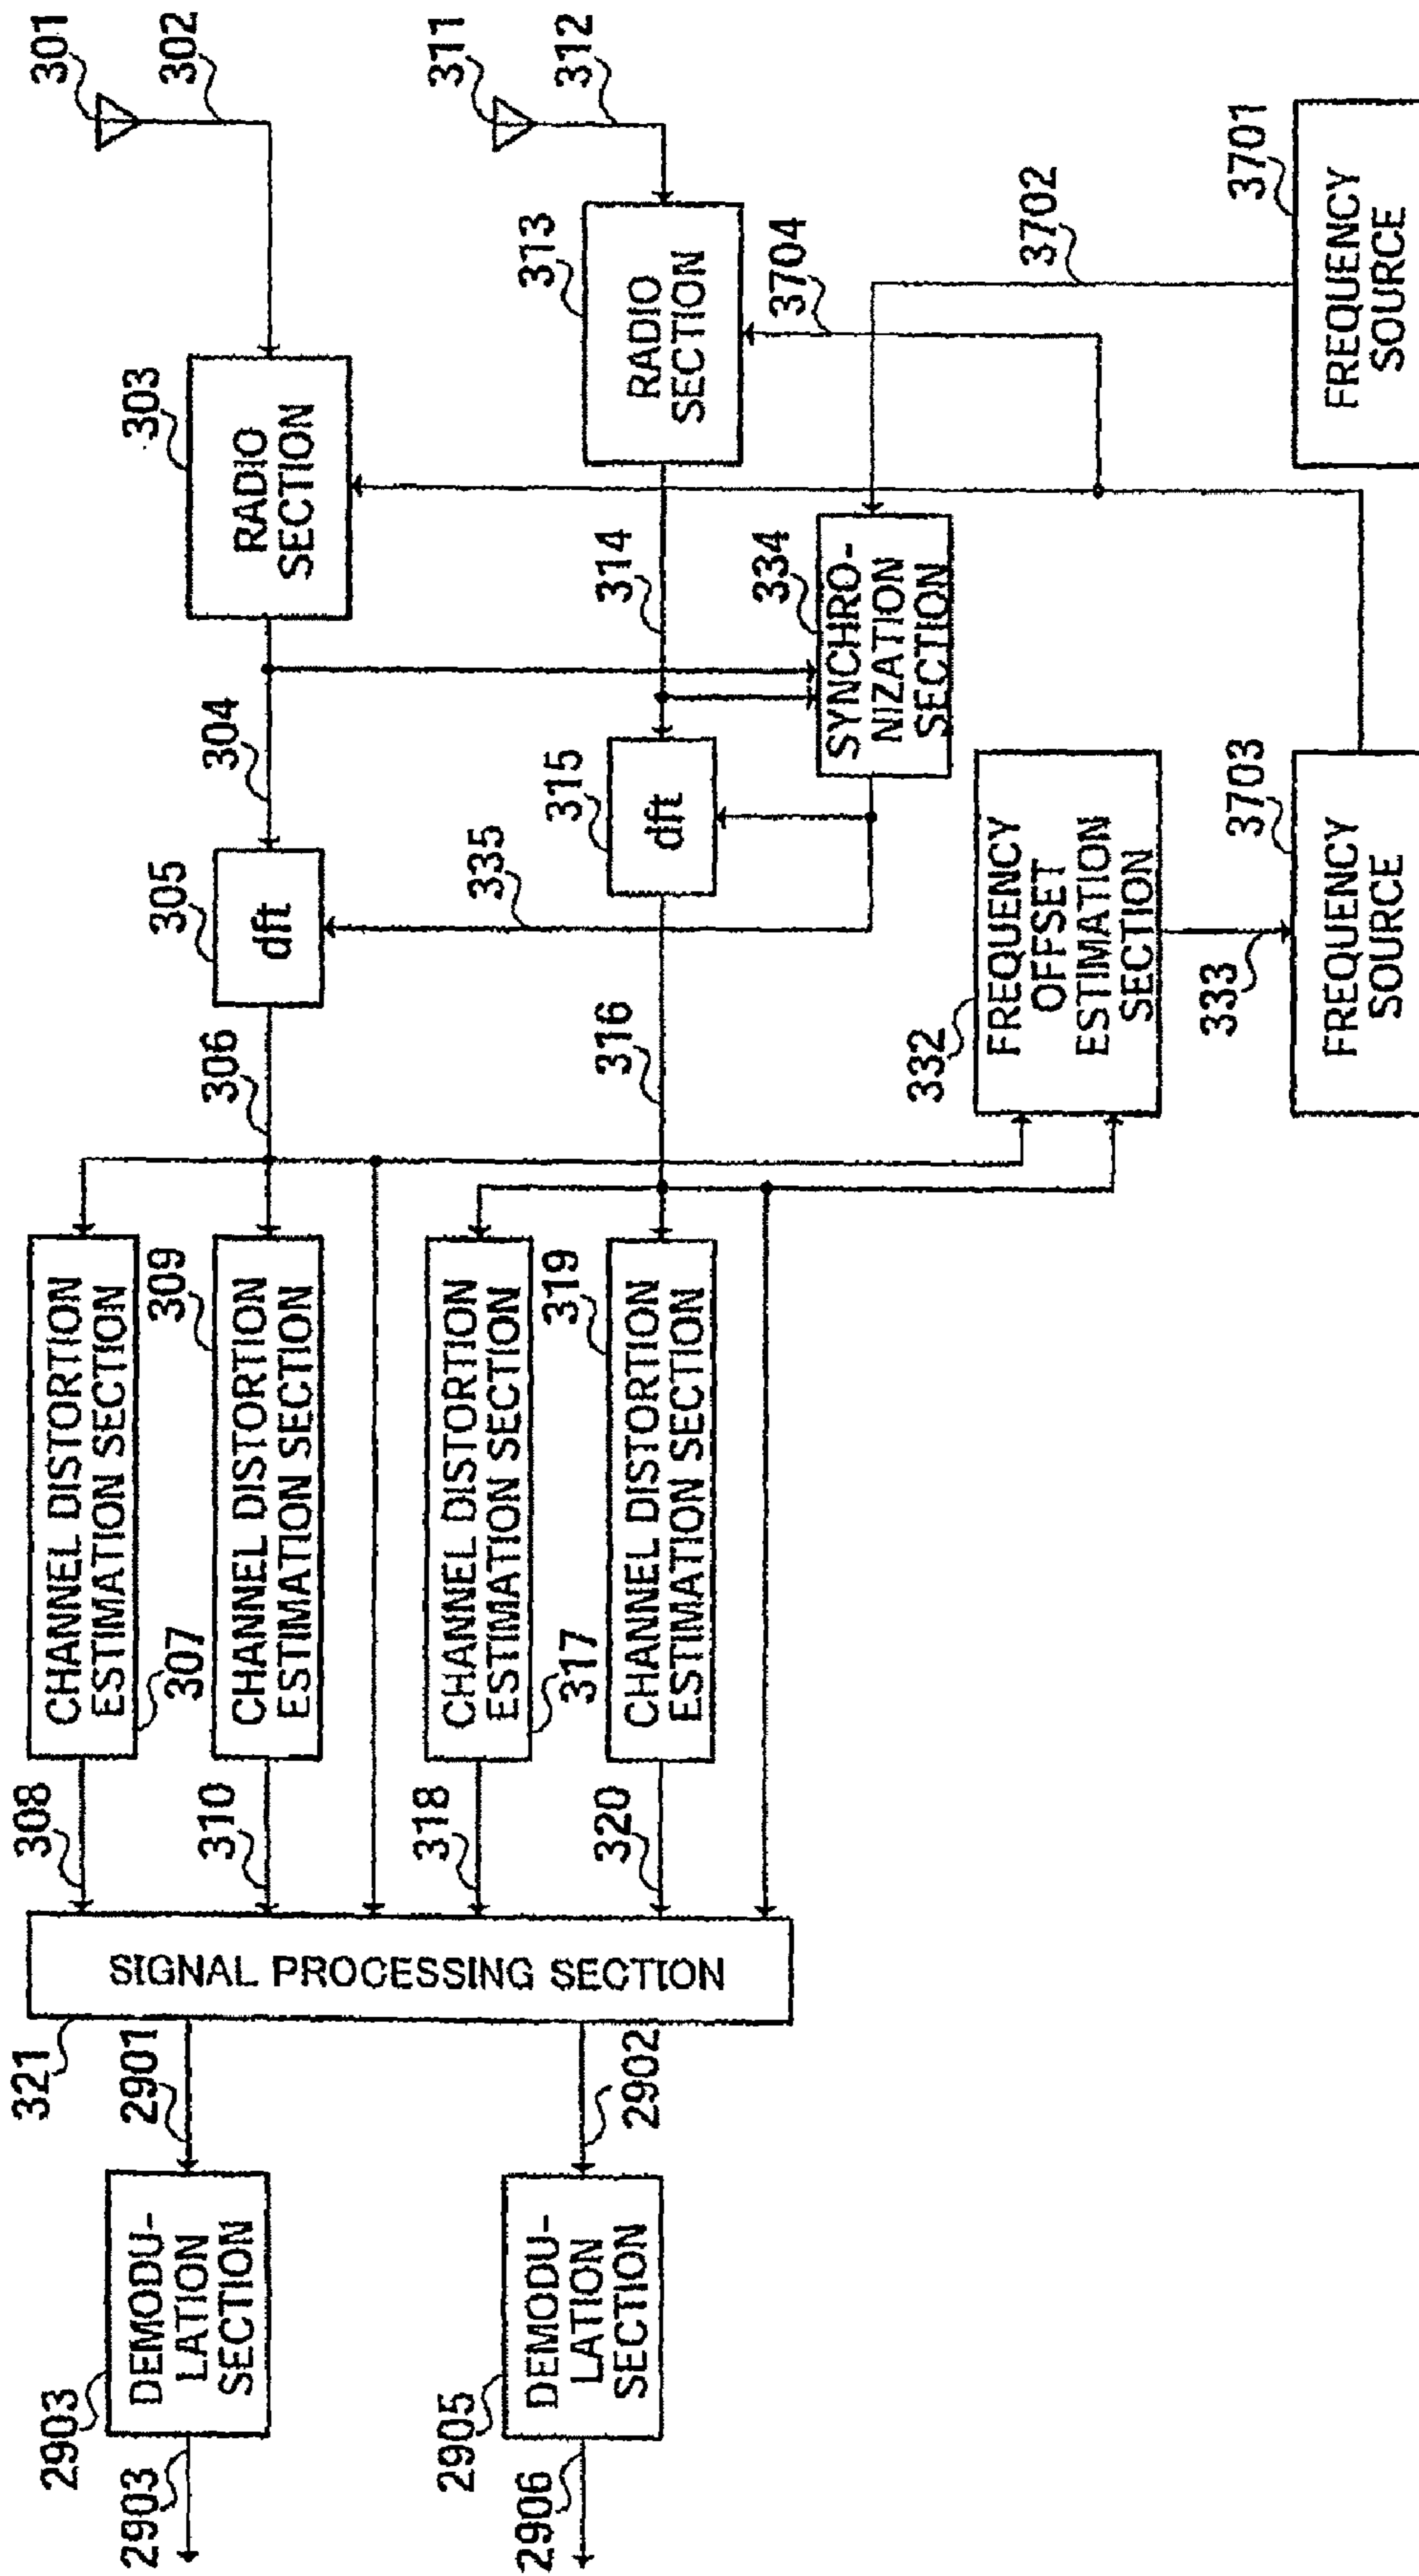 301
302
303
RADIO
SECTION
304
305
dft
306
CHANNEL DISTORTION
ESTIMATION SECTION
307
308
309
CHANNEL DISTORTION
ESTIMATION SECTION
310
311
312
313
RADIO
SECTION
314
315
dft
316
CHANNEL DISTORTION
ESTIMATION SECTION
317
318
319
CHANNEL DISTORTION
ESTIMATION SECTION
320
SIGNAL PROCESSING SECTION
321
2901
2902
DEMODU-
LATION
SECTION
2903
2903
DEMODU-
LATION
SECTION
2905
2906
334
SYNCHRO-
NIZATION
SECTION
335
332
FREQUENCY
OFFSET
ESTIMATION
SECTION
333
3703
FREQUENCY
SOURCE
3704
3702
3701
FREQUENCY
SOURCE